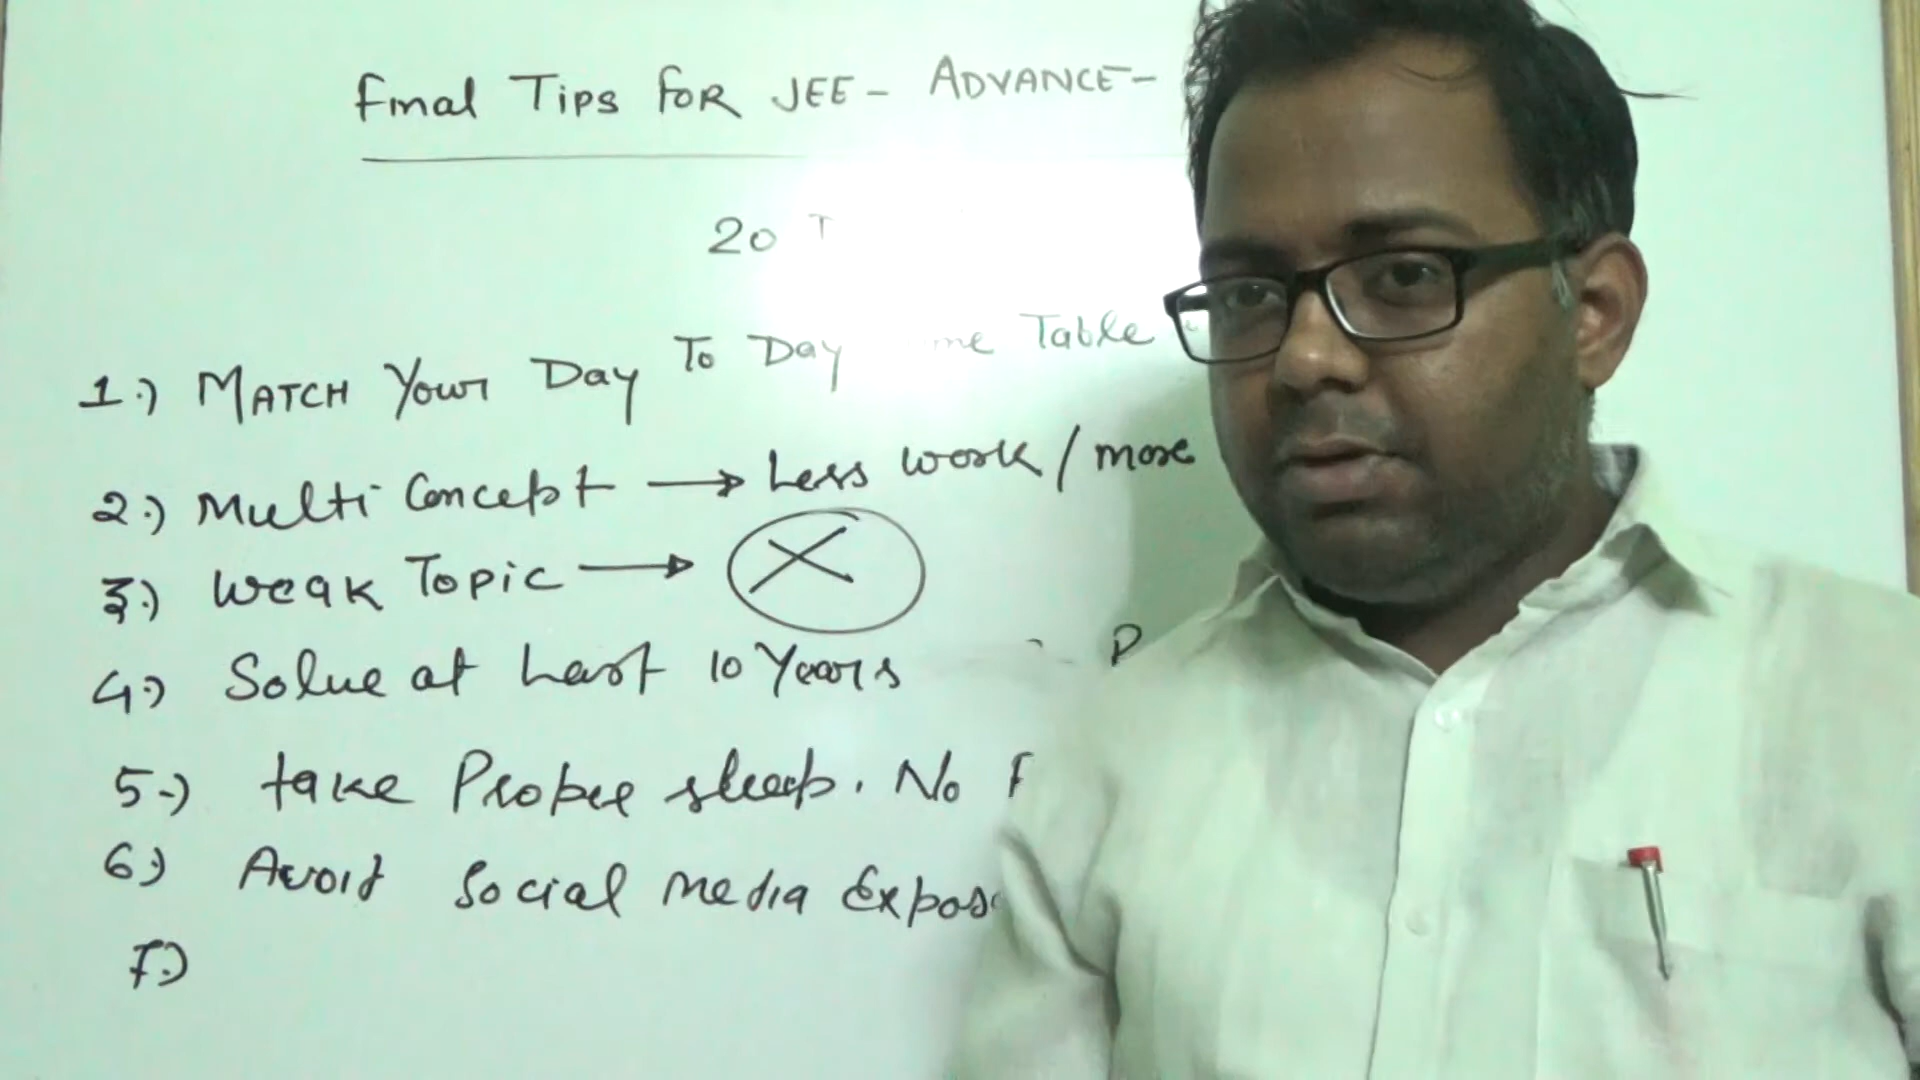 Final Tips FOR JEE - ADVANCE -
20 T
1.) MATCH Your Day To Day me Table
2.) Multi Concept → Less work / more
3.) Weak Topic → X
4.) Solve at Least 10 Years P
5.) take Proper sleep. No F
6.) Avoid Social Media Expos
7.)